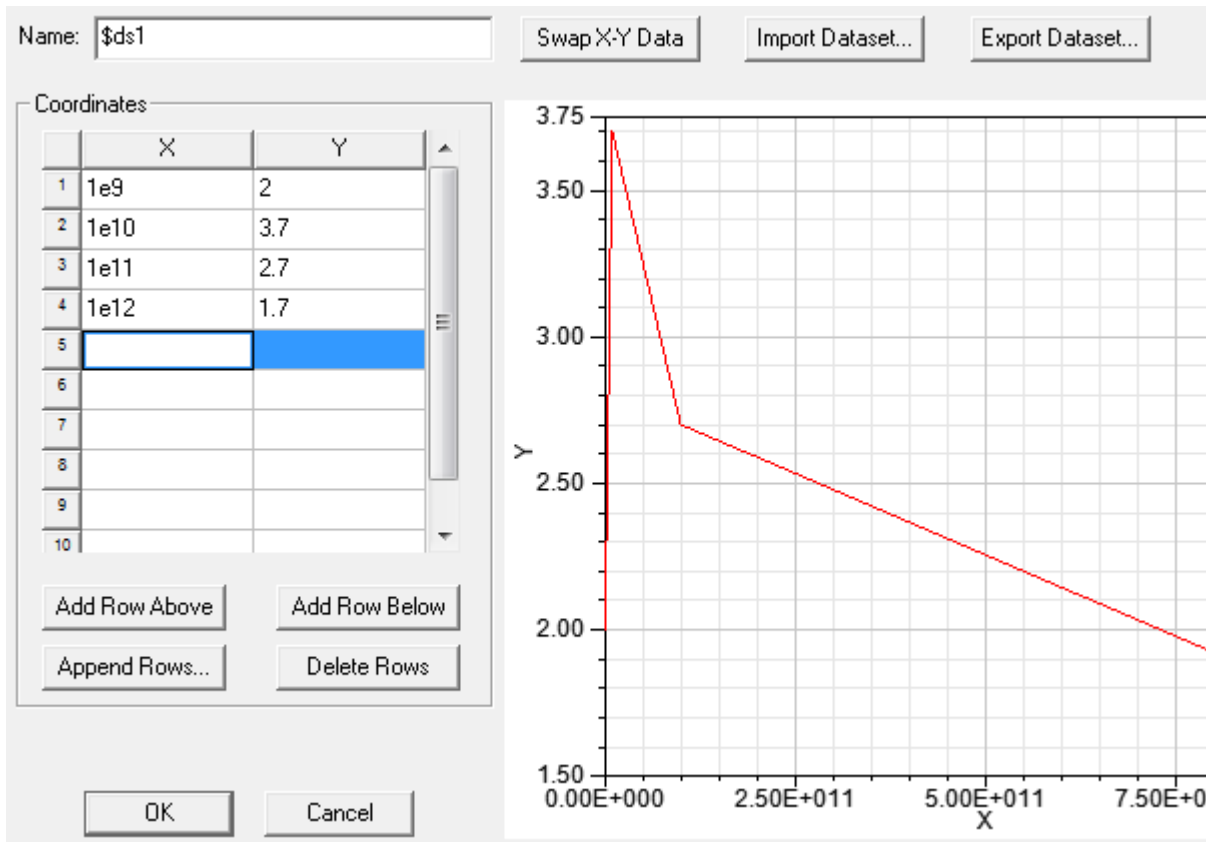 Name: $ds1 Swap X-Y Data Import Dataset... Export Dataset...
Coordinates
X Y
1 1e9 2
2 1e10 3.7
3 1e11 2.7
4 1e12 1.7
5
6
7
8
9
10
Add Row Above Add Row Below
Append Rows... Delete Rows
OK Cancel
3.75
3.50
3.00
2.50
2.00
1.50
Y
0.00E+000 2.50E+011 5.00E+011 7.50E+0
X